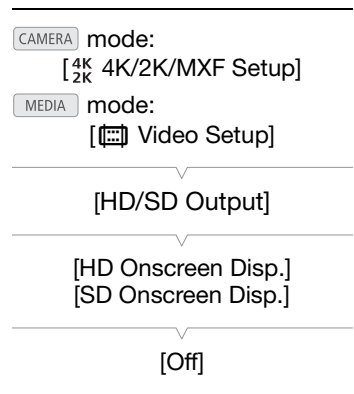 CAMERA mode:
[4K 2K 4K/2K/MXF Setup]
MEDIA mode:
[Video Setup]
[HD/SD Output]
[HD Onscreen Disp.]
[SD Onscreen Disp.]
[Off]